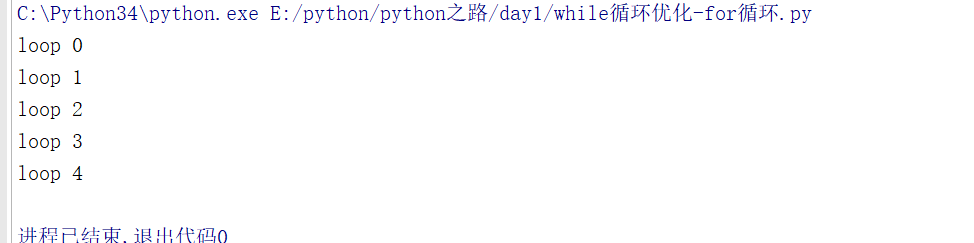 C:\Python34\python.exe E:/python/python之路/day1/while循环优化-for循环.py
loop 0
loop 1
loop 2
loop 3
loop 4
进程已结束,退出代码0